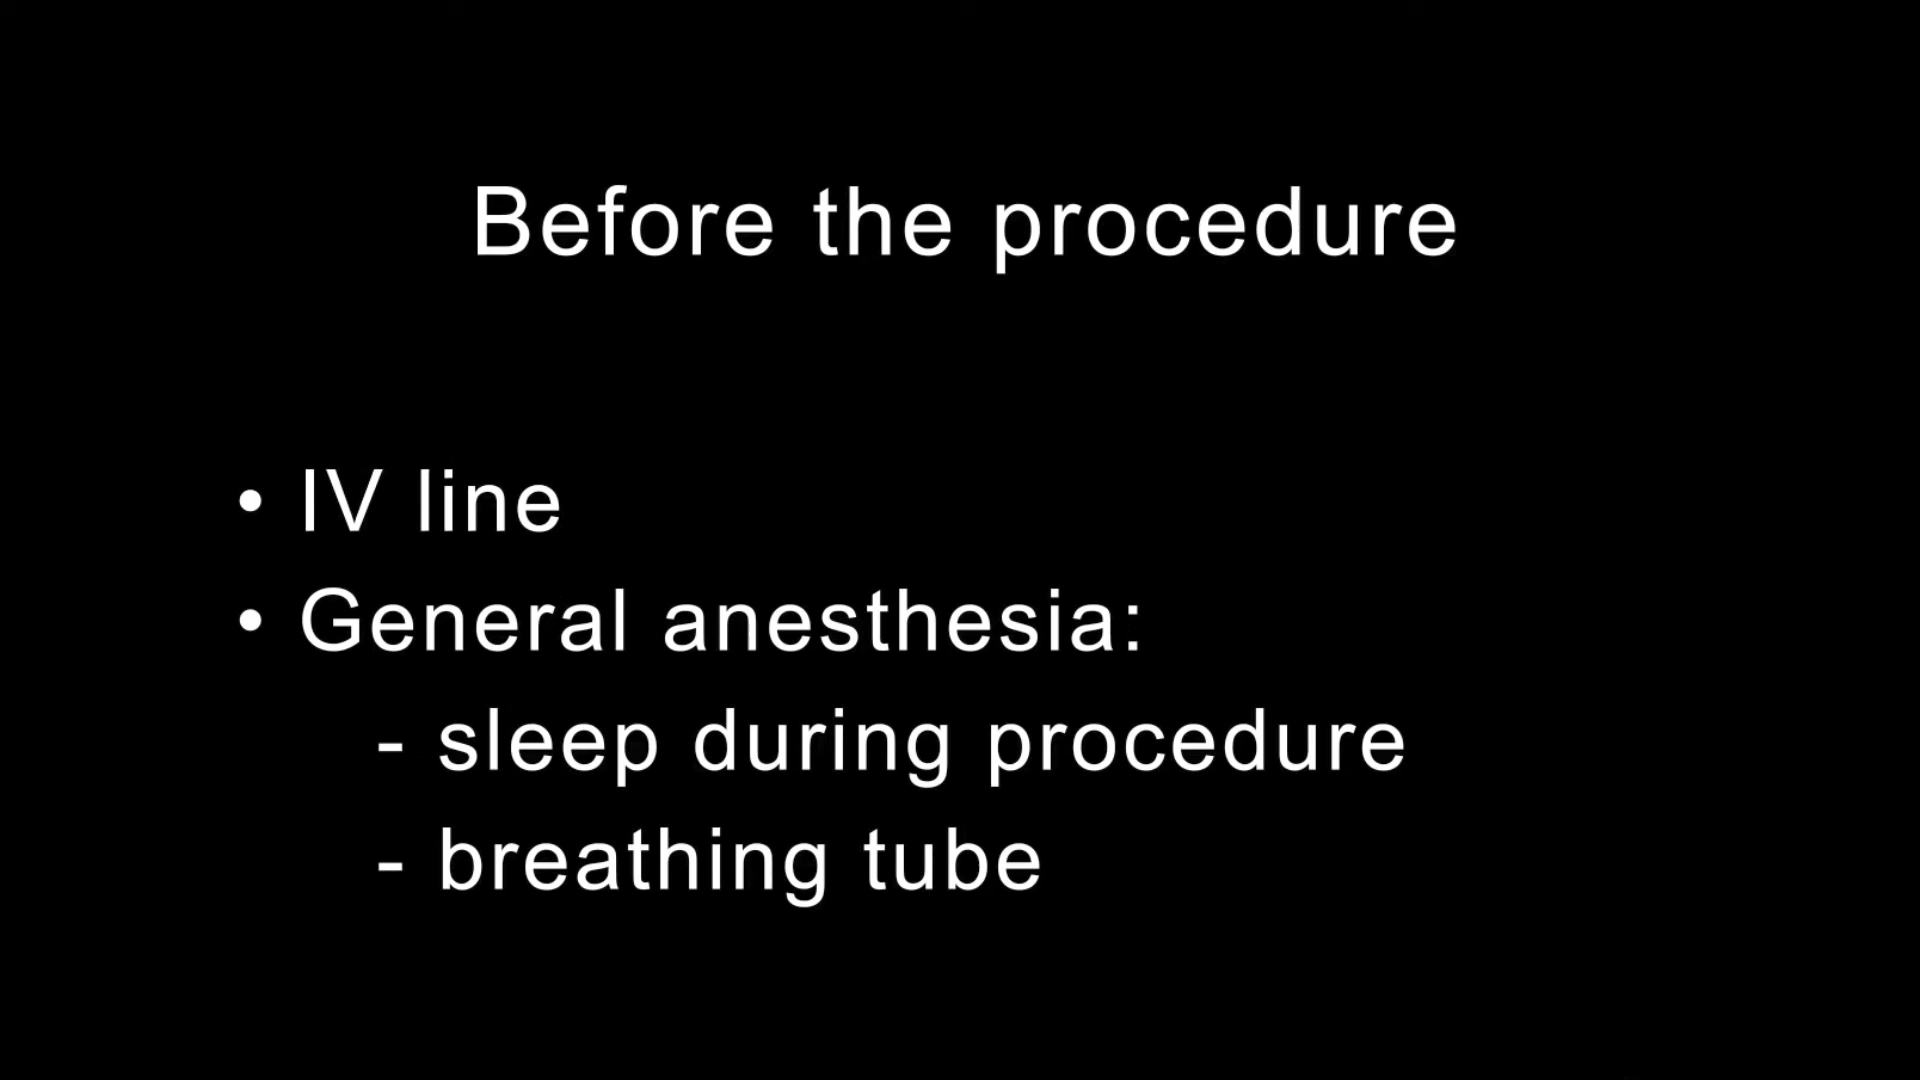 Before the procedure
• IV line
• General anesthesia:
- sleep during procedure
- breathing tube